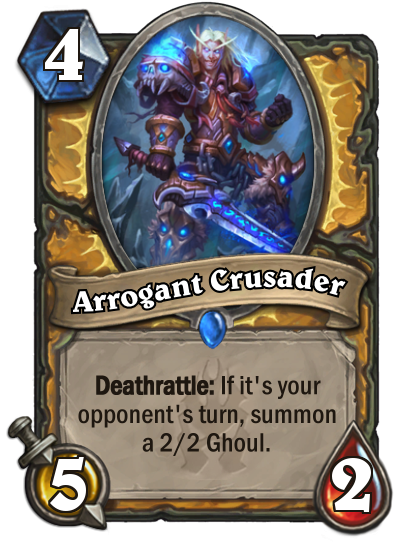 4
Arrogant Crusader
Deathrattle: If it's your
opponent's turn, summon
a 2/2 Ghoul.
5
2